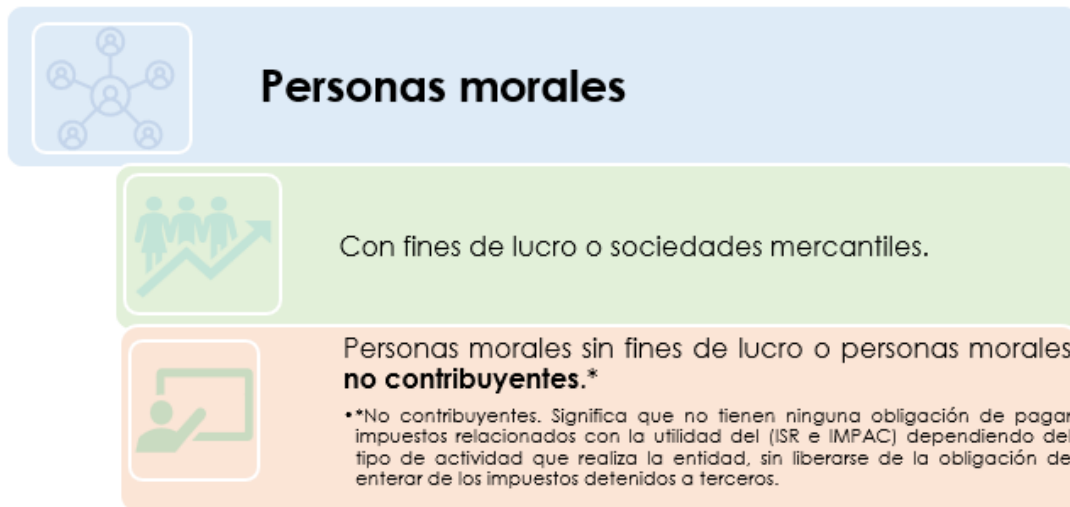 Personas morales
Con fines de lucro o sociedades mercantiles.
Personas morales sin fines de lucro o personas morales
no contribuyentes.*
•*No contribuyentes. Significa que no tienen ninguna obligación de pagar
impuestos relacionados con la utilidad del (ISR e IMPAC) dependiendo del
tipo de actividad que realiza la entidad, sin liberarse de la obligación de
enterar de los impuestos detenidos a terceros.